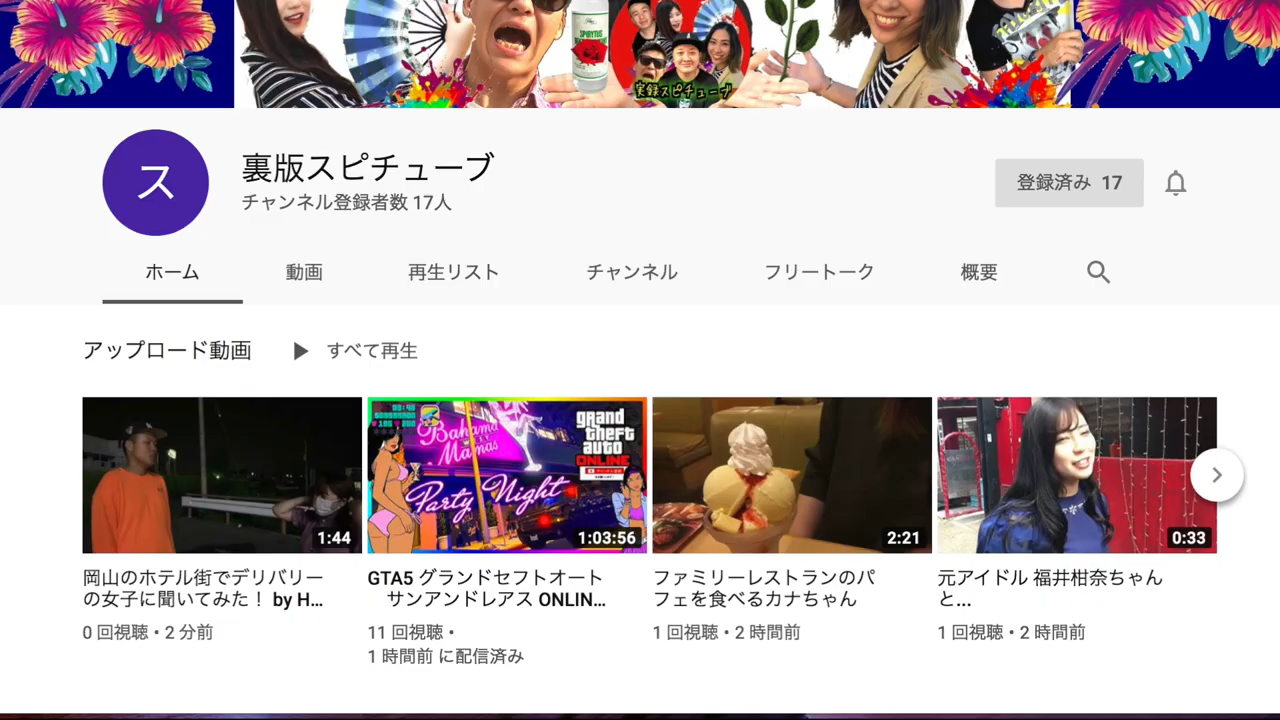 SPIRYTUS
実録スピチューブ
ス
裏版スピチューブ
チャンネル登録者数 17人
登録済み 17
ホーム
動画
再生リスト
チャンネル
フリートーク
概要
アップロード動画
すべて再生
1:44
Bahama
Mamas
Party Night
grand
theft
auto
ONLINE
1:03:56
2:21
0:33
岡山のホテル街でデリバリー
の女子に聞いてみた！ by H...
0 回視聴・2 分前
GTA5 グランドセフトオート
サンアンドレアス ONLIN...
11 回視聴・
1 時間前 に配信済み
ファミリーレストランのパ
フェを食べるカナちゃん
1 回視聴・2 時間前
元アイドル 福井柑奈ちゃん
と...
1 回視聴・2 時間前